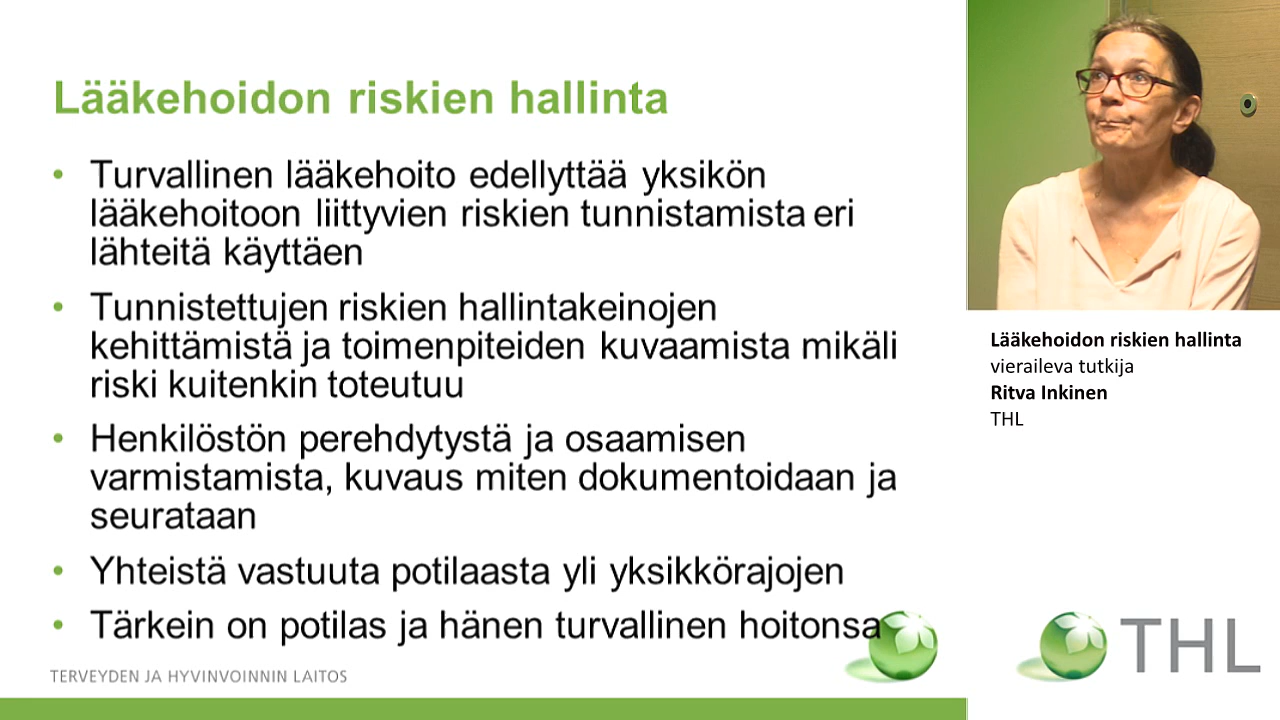 Lääkehoidon riskien hallinta
• Turvallinen lääkehoito edellyttää yksikön
lääkehoitoon liittyvien riskien tunnistamista eri
lähteitä käyttäen
• Tunnistettujen riskien hallintakeinojen
kehittämistä ja toimenpiteiden kuvaamista mikäli
riski kuitenkin toteutuu
• Henkilöstön perehdytystä ja osaamisen
varmistamista, kuvaus miten dokumentoidaan ja
seurataan
• Yhteistä vastuuta potilaasta yli yksikkörajojen
• Tärkein on potilas ja hänen turvallinen hoitonsa
TERVEYDEN JA HYVINVOINNIN LAITOS
Lääkehoidon riskien hallinta
vieraileva tutkija
Ritva Inkinen
THL
THL